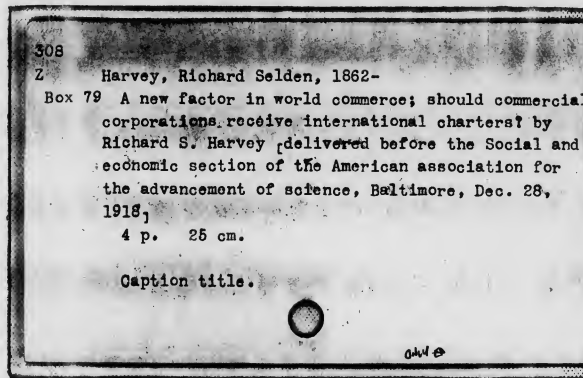 308
Z Harvey, Richard Selden, 1862-
Box 79 A new factor in world commerce; should commercial
corporations receive international charters? by
Richard S. Harvey [delivered before the Social and
economic section of the American association for
the advancement of science, Baltimore, Dec. 28,
1918]
4 p. 25 cm.
Caption title.